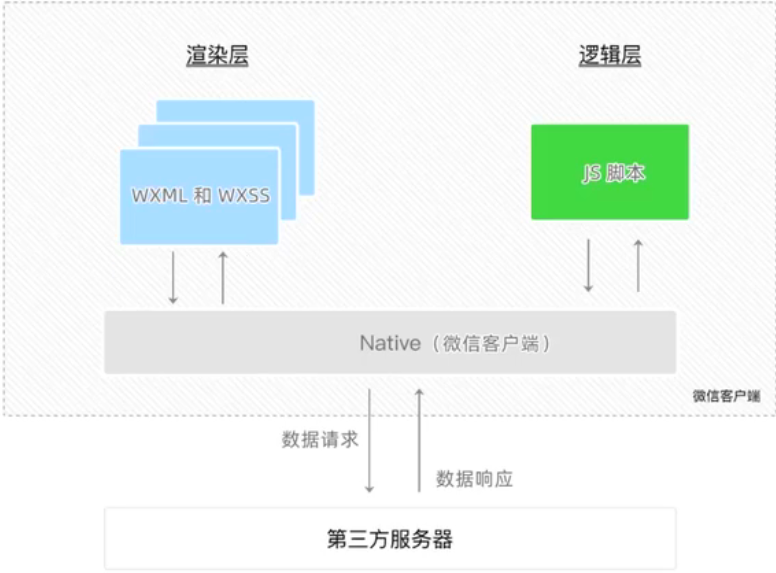 渲染层
逻辑层
WXML 和 WXSS
JS 脚本
Native（微信客户端）
微信客户端
数据请求
数据响应
第三方服务器